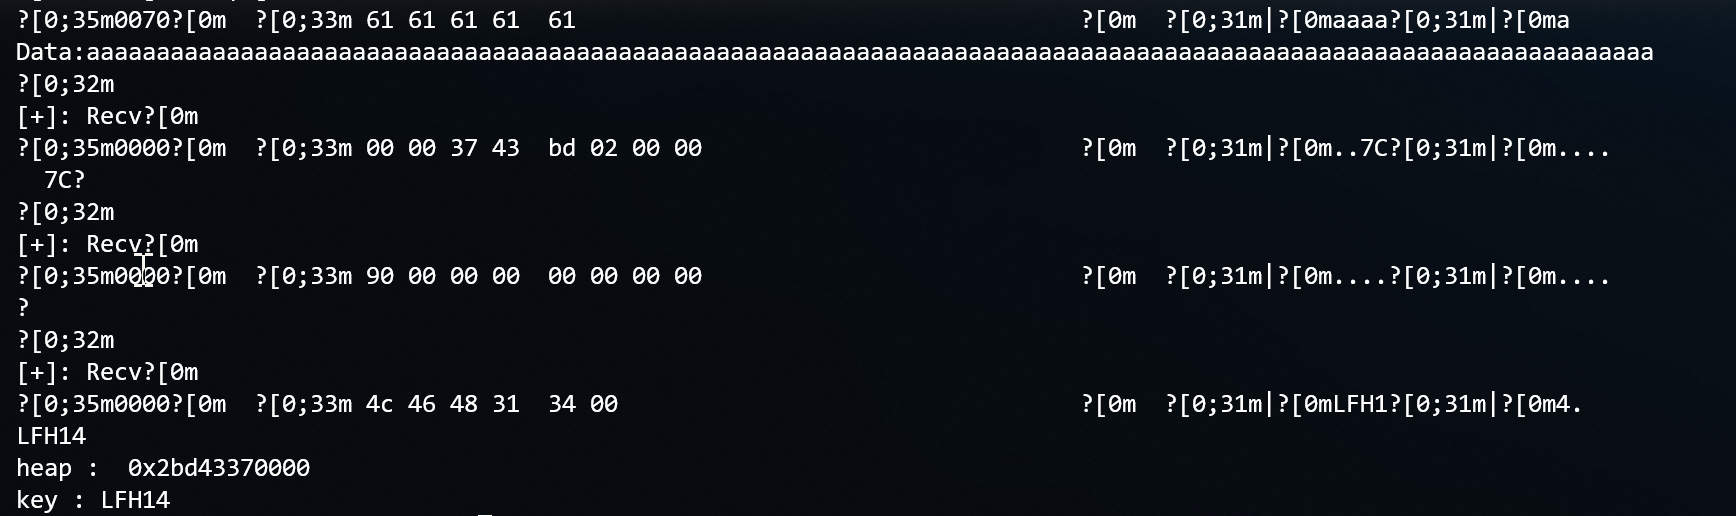 ?[0;35m0070?[0m  ?[0;33m 61 61 61 61  61                                    ?[0m  ?[0;31m|?[0maaaa?[0;31m|?[0ma
Data:aaaaaaaaaaaaaaaaaaaaaaaaaaaaaaaaaaaaaaaaaaaaaaaaaaaaaaaaaaaaaaaaaaaaaaaaaaaaaaaaaaaaaaaaaaaaaaaaaaaaaaaaaaaaaaaa
?[0;32m
[+]: Recv?[0m
?[0;35m0000?[0m  ?[0;33m 00 00 37 43  bd 02 00 00                           ?[0m  ?[0;31m|?[0m..7C?[0;31m|?[0m....
  7C?
?[0;32m
[+]: Recv?[0m
?[0;35m0000?[0m  ?[0;33m 90 00 00 00  00 00 00 00                           ?[0m  ?[0;31m|?[0m....?[0;31m|?[0m....
?
?[0;32m
[+]: Recv?[0m
?[0;35m0000?[0m  ?[0;33m 4c 46 48 31  34 00                                 ?[0m  ?[0;31m|?[0mLFH1?[0;31m|?[0m4.
LFH14
heap :  0x2bd43370000
key : LFH14